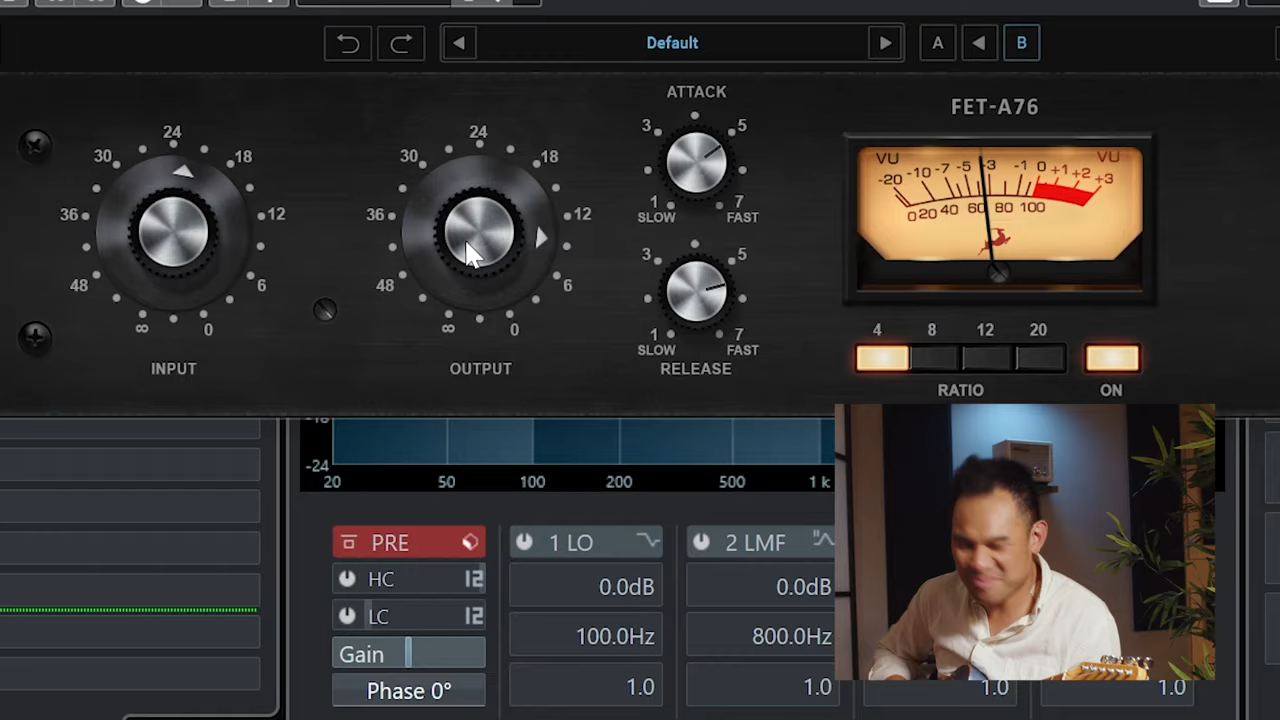 Default
A
B
24
30
18
36
12
48
6
∞
0
INPUT
24
30
18
36
12
48
6
∞
0
OUTPUT
ATTACK
3
5
1
7
SLOW
FAST
3
5
1
7
SLOW
FAST
RELEASE
FET-A76
VU
VU
-20 -10 -7 -5 -3 -1 0 +1 +2 +3
0 20 40 60 80 100
4 8 12 20
RATIO
ON
-18
-24
20 50 100 200 500 1k
PRE
HC 12
LC 12
Gain
Phase 0°
1 LO
0.0dB
100.0Hz
1.0
2 LMF
0.0dB
800.0Hz
1.0
1.0
1.0